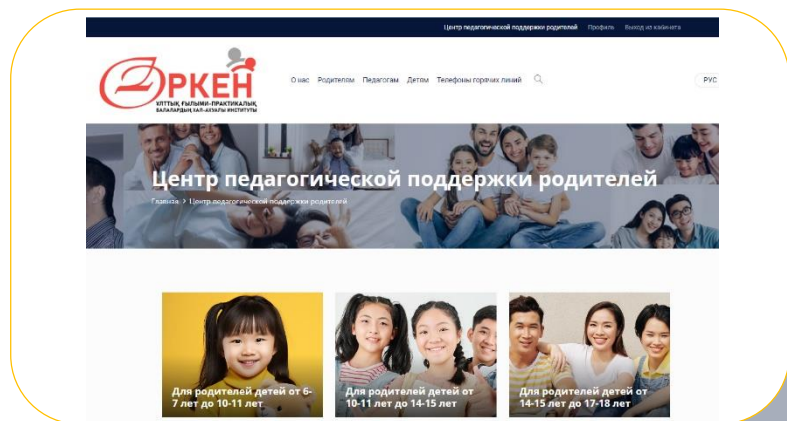 Центр педагогической поддержки родителей Профиль Выход из кабинета
ӨРКЕН
ҰЛТТЫҚ ҒЫЛЫМИ-ПРАКТИКАЛЫҚ
БАЛАЛАРДЫҢ ХАЛ-АХУАЛЫ ИНСТИТУТЫ
О нас Родителям Педагогам Детям Телефоны горячих линий
РУС
Центр педагогической поддержки родителей
Главная > Центр педагогической поддержки родителей
Для родителей детей от 6-
7 лет до 10-11 лет
Для родителей детей от
10-11 лет до 14-15 лет
Для родителей детей от
14-15 лет до 17-18 лет